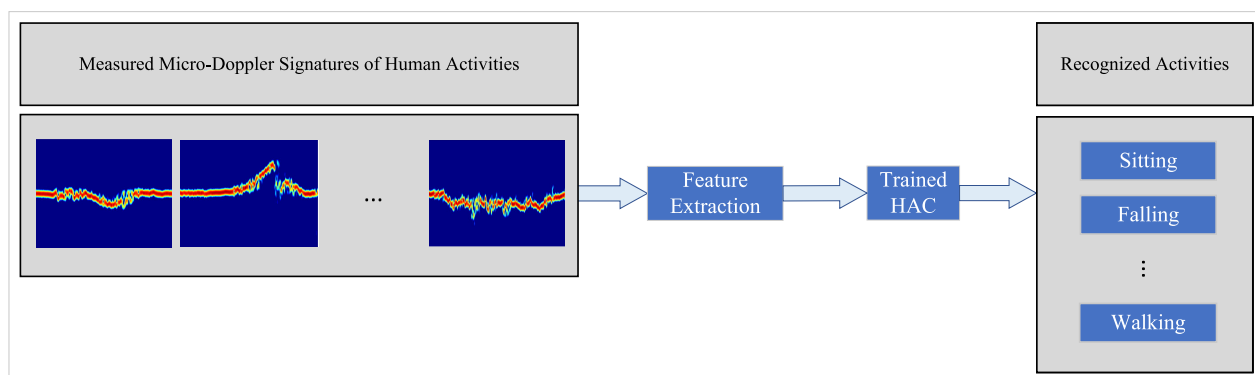 Measured Micro-Doppler Signatures of Human Activities
Recognized Activities
...
Feature
Extraction
Trained
HAC
Sitting
Falling
...
Walking